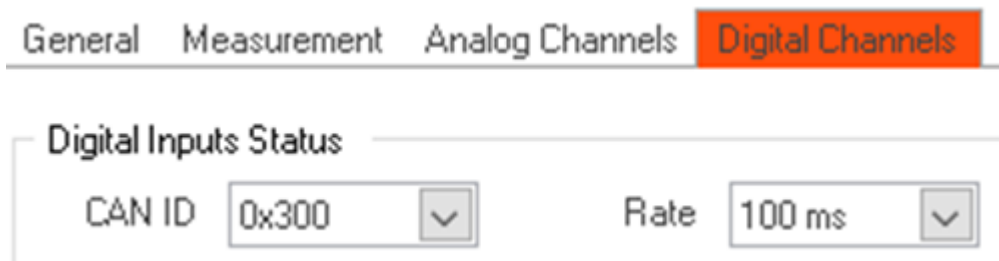 General Measurement Analog Channels Digital Channels
Digital Inputs Status
CAN ID 0x300 Rate 100 ms